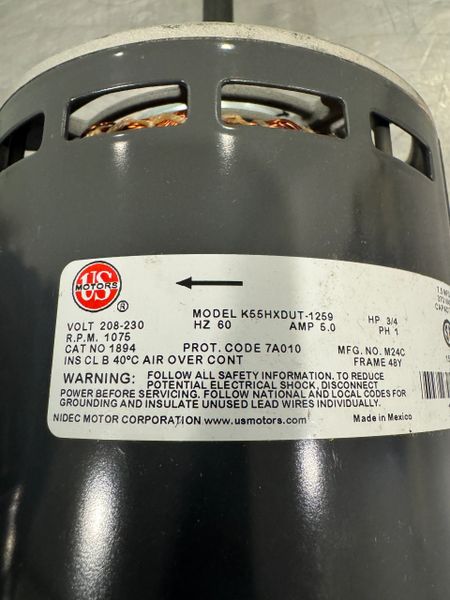 US
MOTORS
®
MODEL K55HXDUT-1259
VOLT 208-230 HZ 60 AMP 5.0 HP 3/4
R.P.M. 1075 PH 1
CAT NO 1894 PROT. CODE 7A010 MFG. NO. M24C
INS CL B 40°C AIR OVER CONT FRAME 48Y
WARNING: FOLLOW ALL SAFETY INFORMATION. TO REDUCE
POTENTIAL ELECTRICAL SHOCK, DISCONNECT
POWER BEFORE SERVICING. FOLLOW NATIONAL AND LOCAL CODES FOR
GROUNDING AND INSULATE UNUSED LEAD WIRES INDIVIDUALLY.
NIDEC MOTOR CORPORATION www.usmotors.com Made in Mexico